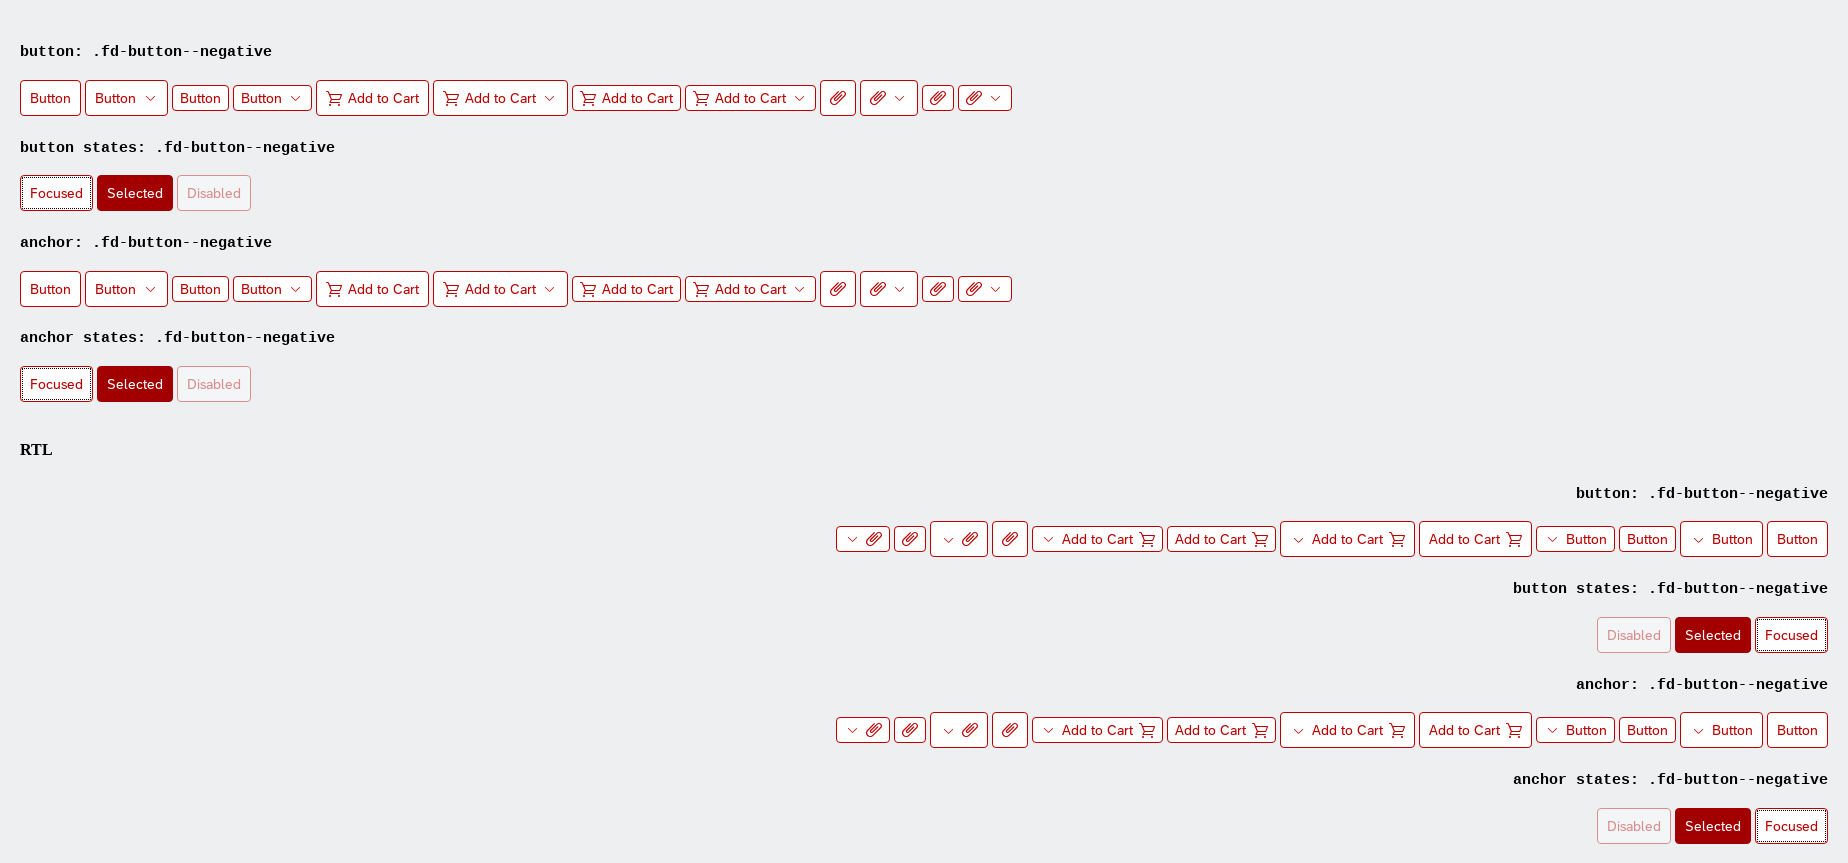 button: .fd-button--negative
Button Button Button Button Add to Cart Add to Cart Add to Cart Add to Cart
button states: .fd-button--negative
Focused Selected Disabled
anchor: .fd-button--negative
Button Button Button Button Add to Cart Add to Cart Add to Cart Add to Cart
anchor states: .fd-button--negative
Focused Selected Disabled
RTL
button: .fd-button--negative
Add to Cart Add to Cart Add to Cart Add to Cart Button Button Button Button
button states: .fd-button--negative
Disabled Selected Focused
anchor: .fd-button--negative
Add to Cart Add to Cart Add to Cart Add to Cart Button Button Button Button
anchor states: .fd-button--negative
Disabled Selected Focused